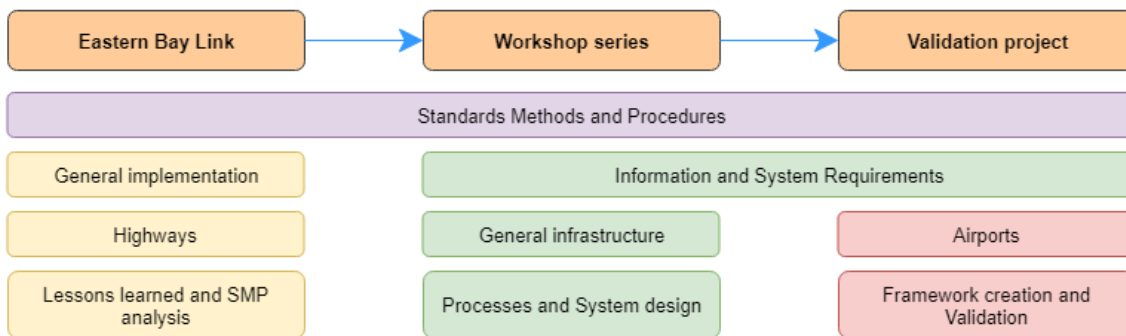 Eastern Bay Link
Workshop series
Validation project
Standards Methods and Procedures
General implementation
Information and System Requirements
Highways
General infrastructure
Airports
Lessons learned and SMP
analysis
Processes and System design
Framework creation and
Validation